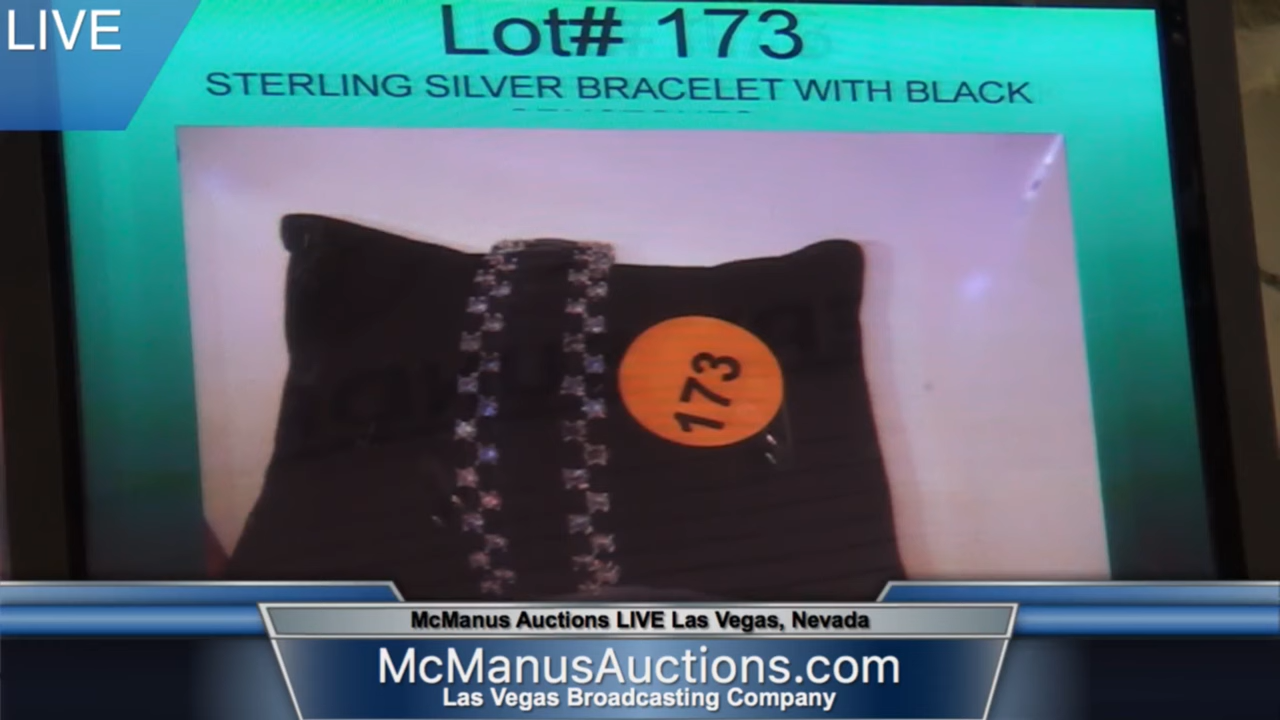 LIVE
Lot# 173
STERLING SILVER BRACELET WITH BLACK
173
McManus Auctions LIVE Las Vegas, Nevada
McManusAuctions.com
Las Vegas Broadcasting Company